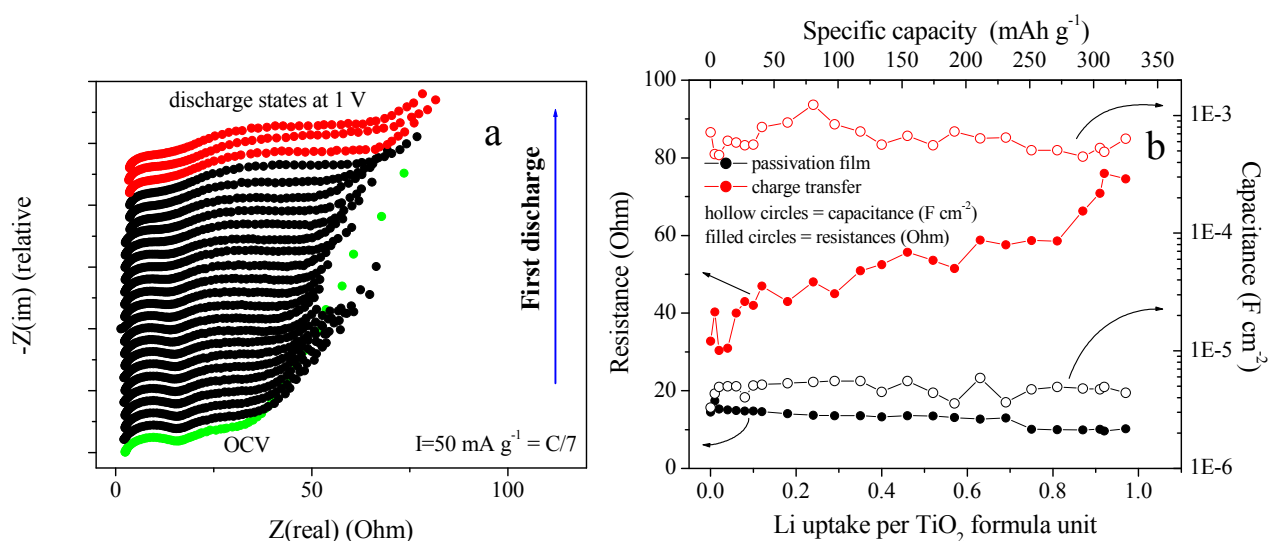 discharge states at 1 V
a
First discharge
-Z(im) (relative
OCV
I=50 mA g⁻¹ = C/7
0
50
100
Z(real) (Ohm)
Specific capacity (mAh g⁻¹)
0 50 100 150 200 250 300 350
100
80
60
40
20
0
Resistance (Ohm)
b
passivation film
charge transfer
hollow circles = capacitance (F cm⁻²)
filled circles = resistances (Ohm)
1E-3
1E-4
1E-5
1E-6
Capacitance (F cm⁻²)
0.0 0.2 0.4 0.6 0.8 1.0
Li uptake per TiO₂ formula unit